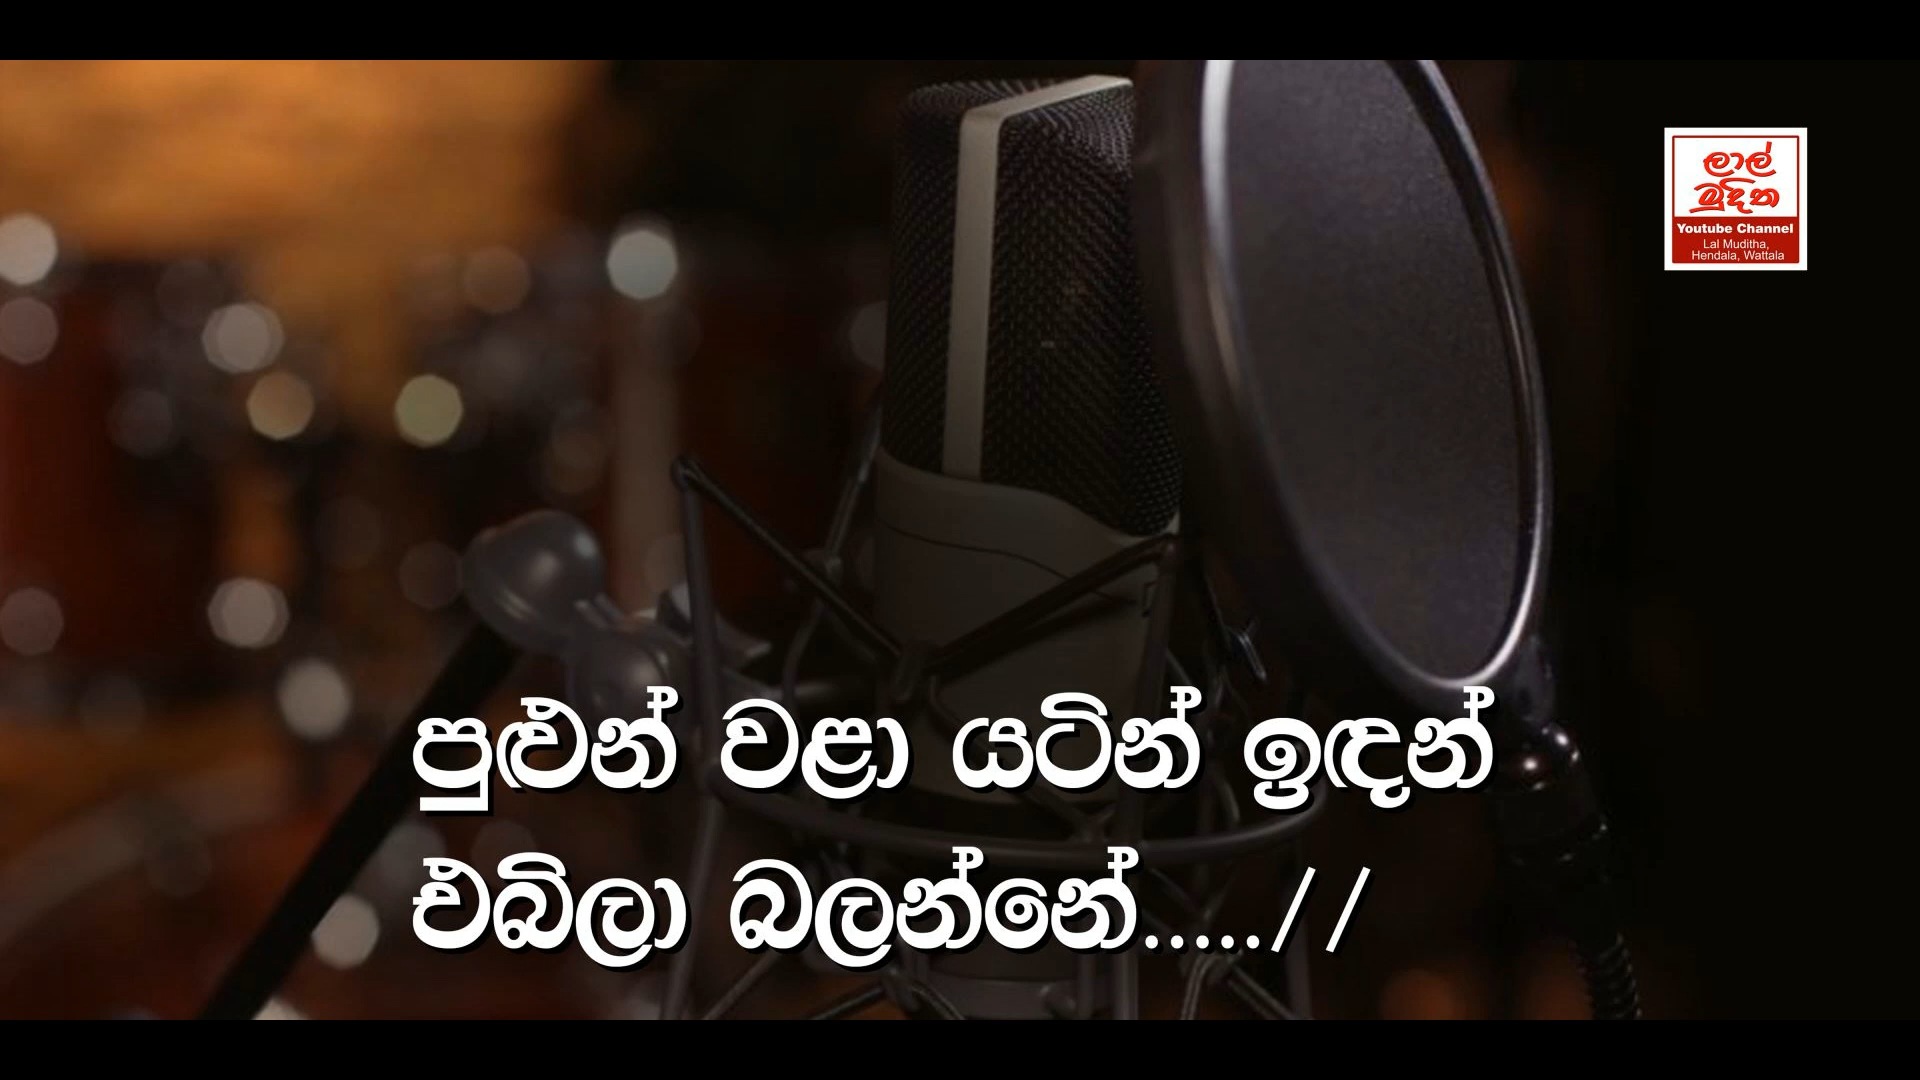 ලාල්
මුදිත
Youtube Channel
Lal Muditha,
Hendala, Wattala
පුළුන් වළා යටින් ඉඳන්
එබිලා බලන්නේ.....//